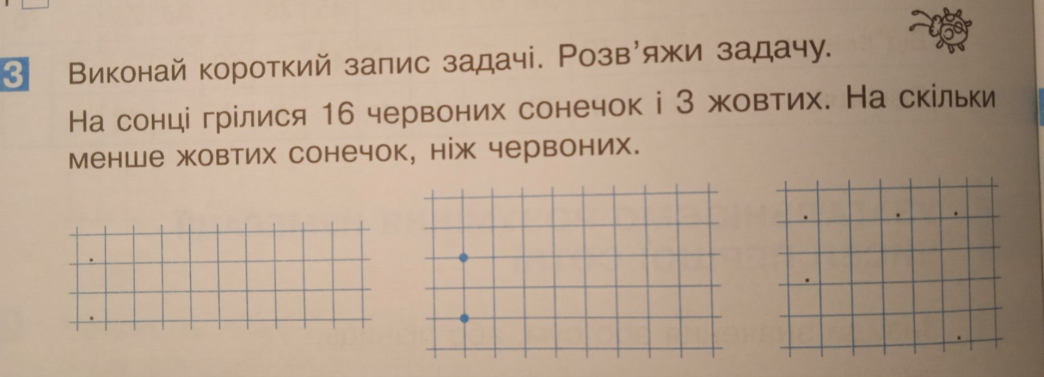 3 Виконай короткий запис задачі. Розв’яжи задачу.
На сонці грілися 16 червоних сонечок і 3 жовтих. На скільки
менше жовтих сонечок, ніж червоних.